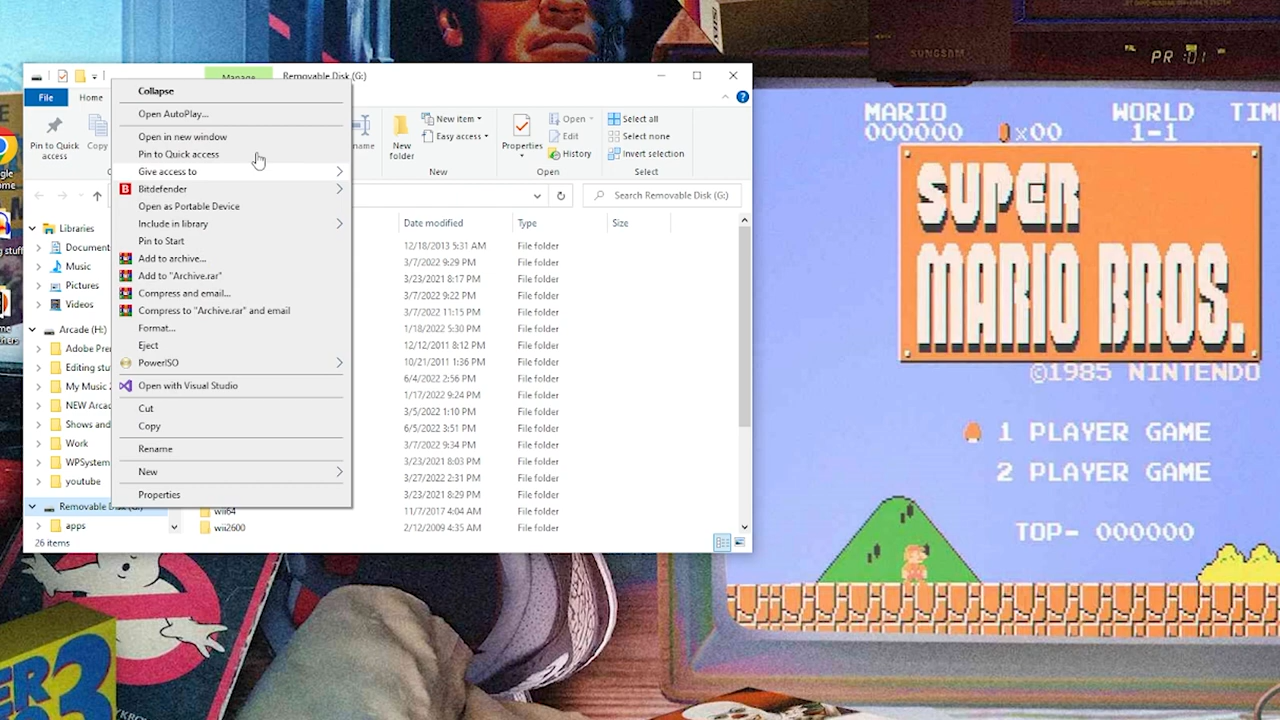 SUNGSAM
PR :01
Manage
Removable Disk (G:)
File
Home
Pin to Quick access
Copy
New folder
New item
Easy access
New
Properties
Open
Edit
History
Open
Select all
Select none
Invert selection
Select
Search Removable Disk (G:)
Collapse
Open AutoPlay...
Open in new window
Pin to Quick access
Give access to
Bitdefender
Open as Portable Device
Include in library
Pin to Start
Add to archive...
Add to "Archive.rar"
Compress and email...
Compress to "Archive.rar" and email
Format...
Eject
PowerISO
Open with Visual Studio
Cut
Copy
Rename
New
Properties
Libraries
Document
Music
Pictures
Videos
Arcade (H:)
Adobe Pre
Editing stu
My Music
NEW Arcad
Shows and
Work
WPSystem
youtube
Removable
apps
26 items
Date modified
Type
Size
12/18/2013 5:31 AM File folder
3/7/2022 9:29 PM File folder
3/23/2021 8:17 PM File folder
3/7/2022 9:22 PM File folder
3/7/2022 11:15 PM File folder
1/18/2022 5:30 PM File folder
12/12/2011 8:12 PM File folder
10/21/2011 1:36 PM File folder
6/4/2022 2:56 PM File folder
1/17/2022 9:24 PM File folder
3/5/2022 1:10 PM File folder
6/5/2022 3:51 PM File folder
3/7/2022 9:34 PM File folder
3/23/2021 8:03 PM File folder
3/27/2022 2:31 PM File folder
3/23/2021 8:29 PM File folder
wii64 11/7/2017 4:04 AM File folder
wii2600 2/12/2009 4:35 AM File folder
MARIO WORLD TIM
000000 x00 1-1
SUPER
MARIO BROS.
©1985 NINTENDO
1 PLAYER GAME
2 PLAYER GAME
TOP- 000000